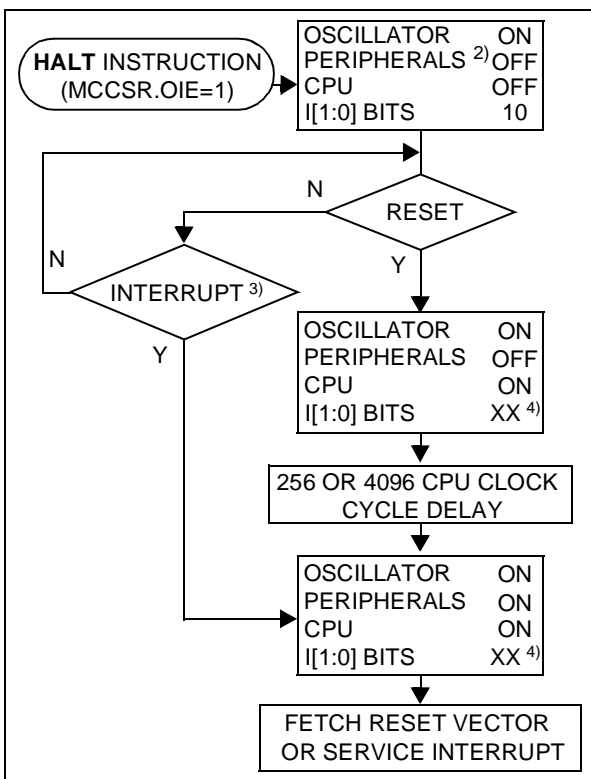 HALT INSTRUCTION
(MCCSR.OIE=1)
OSCILLATOR ON
PERIPHERALS 2) OFF
CPU OFF
I[1:0] BITS 10
N
RESET
Y
N
INTERRUPT 3)
Y
OSCILLATOR ON
PERIPHERALS OFF
CPU ON
I[1:0] BITS XX 4)
256 OR 4096 CPU CLOCK
CYCLE DELAY
OSCILLATOR ON
PERIPHERALS ON
CPU ON
I[1:0] BITS XX 4)
FETCH RESET VECTOR
OR SERVICE INTERRUPT